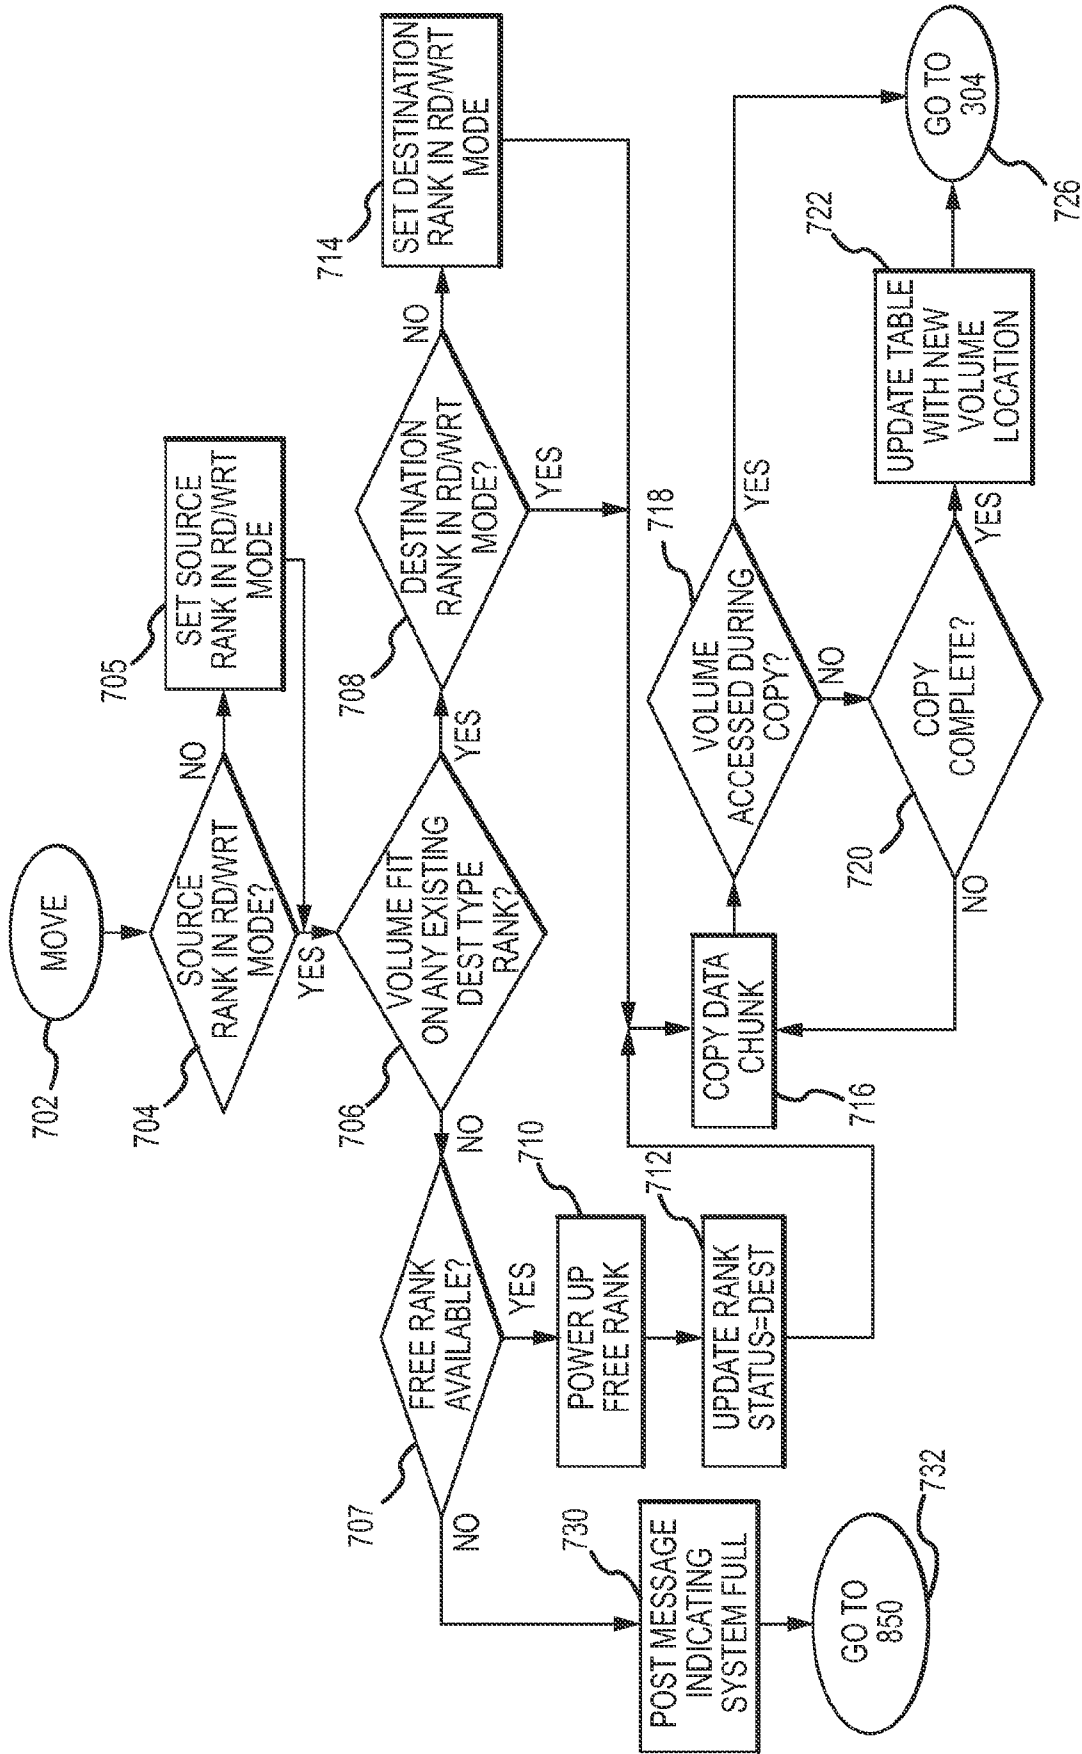 702
MOVE
704
SOURCE
RANK IN RD/WRT
MODE?
NO
YES
705
SET SOURCE
RANK IN RD/WRT
MODE
706
VOLUME FIT
ON ANY EXISTING
DEST TYPE
RANK?
NO
YES
707
FREE RANK
AVAILABLE?
NO
YES
708
DESTINATION
RANK IN RD/WRT
MODE?
NO
YES
714
SET DESTINATION
RANK IN RD/WRT
MODE
710
POWER UP
FREE RANK
712
UPDATE RANK
STATUS=DEST
730
POST MESSAGE
INDICATING
SYSTEM FULL
GO TO
850
732
COPY DATA
CHUNK
716
718
VOLUME
ACCESSED DURING
COPY?
YES
NO
720
COPY
COMPLETE?
NO
YES
722
UPDATE TABLE
WITH NEW
VOLUME
LOCATION
GO TO
304
726